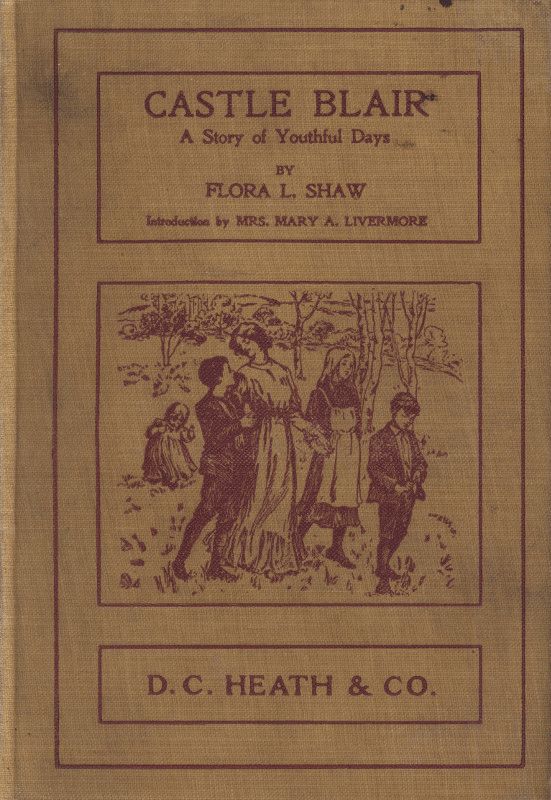 CASTLE BLAIR
A Story of Youthful Days
BY
FLORA L. SHAW
Introduction by MRS. MARY A. LIVERMORE
D. C. HEATH & CO.